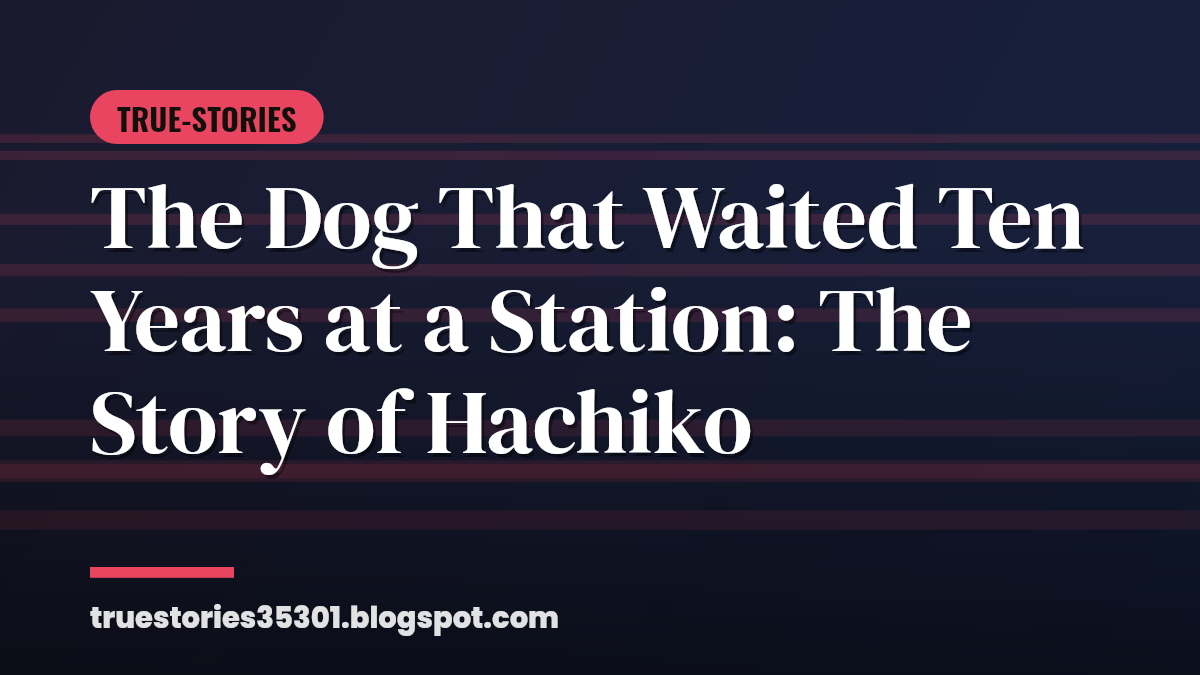 TRUE-STORIES
The Dog That Waited Ten
Years at a Station: The
Story of Hachiko
truestories35301.blogspot.com